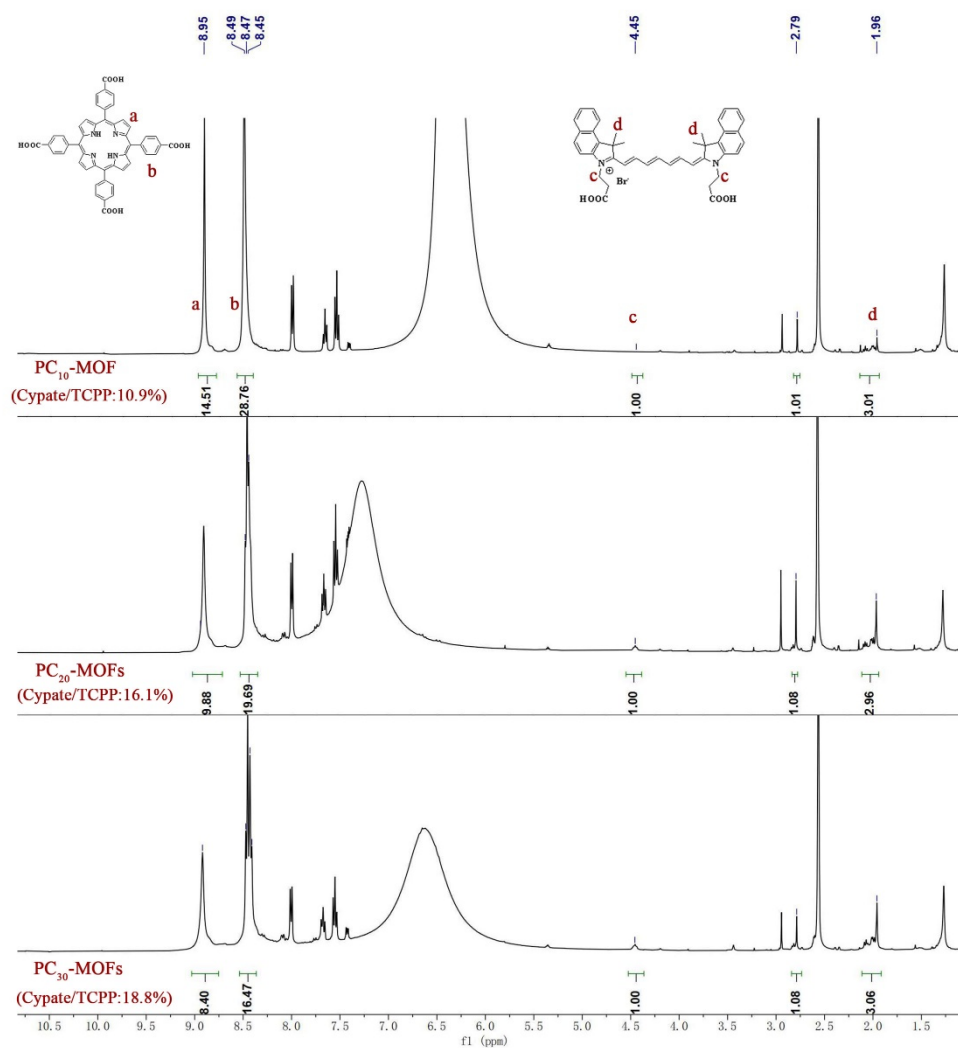 8.95 8.49 8.47 8.45 4.45 2.79 1.96
COOH
HOOC
COOH
COOH
NH
N
N
HN
a
b
d
d
N
N
c
c
⊕
Br-
HOOC
COOH
a
b
c
d
PC10-MOF
(Cypate/TCPP:10.9%)
14.51 28.76 1.00 1.01 3.01
PC20-MOFs
(Cypate/TCPP:16.1%)
9.88 19.69 1.00 1.08 2.96
PC30-MOFs
(Cypate/TCPP:18.8%)
8.40 16.47 1.00 1.08 3.06
10.5 10.0 9.5 9.0 8.5 8.0 7.5 7.0 6.5 6.0 5.5 5.0 4.5 4.0 3.5 3.0 2.5 2.0 1.5
f1 (ppm)